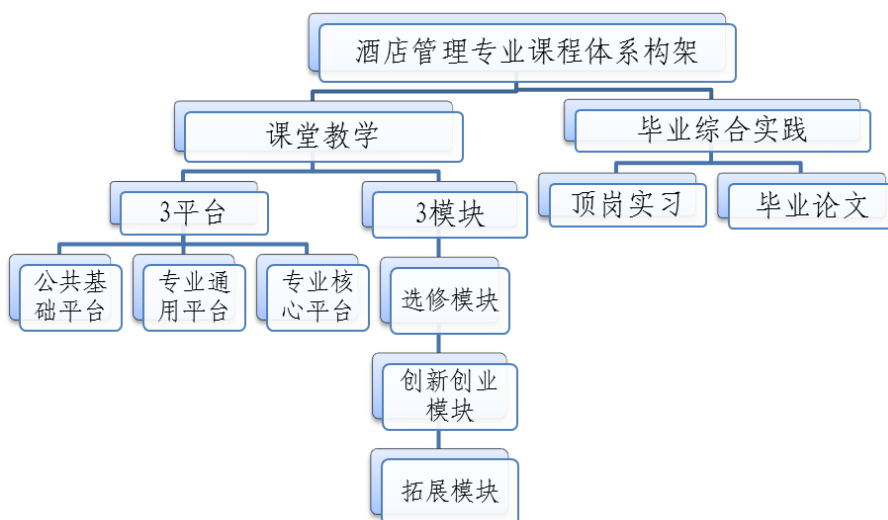 酒店管理专业课程体系构架
课堂教学
毕业综合实践
3平台
3模块
顶岗实习
毕业论文
公共基
础平台
专业通
用平台
专业核
心平台
选修模块
创新创业
模块
拓展模块